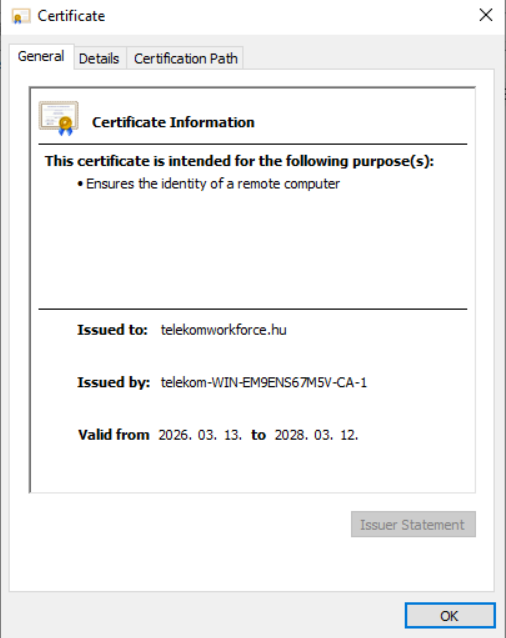 Certificate
General Details Certification Path
Certificate Information
This certificate is intended for the following purpose(s):
• Ensures the identity of a remote computer
Issued to: telekomworkforce.hu
Issued by: telekom-WIN-EM9ENS67M5V-CA-1
Valid from 2026. 03. 13. to 2028. 03. 12.
Issuer Statement
OK